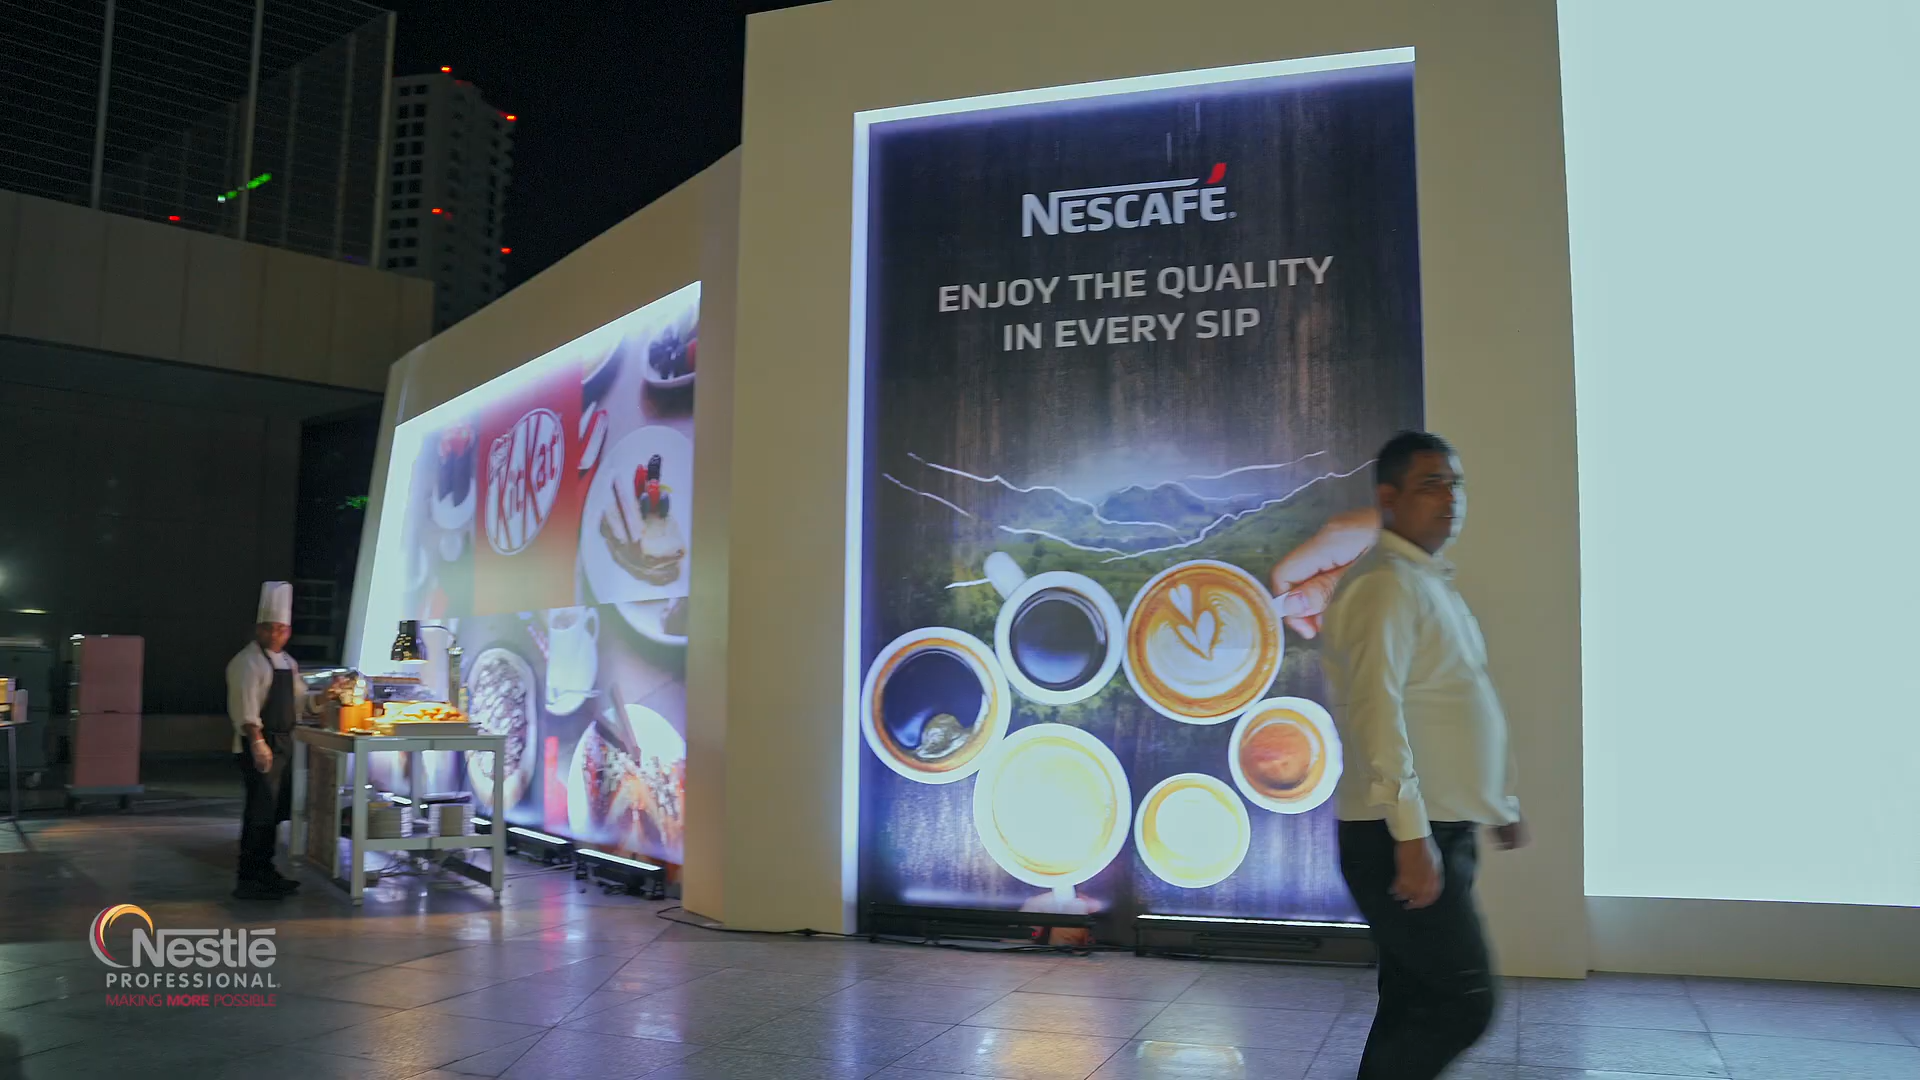 NESCAFÉ
ENJOY THE QUALITY
IN EVERY SIP
KitKat
Nestlé
PROFESSIONAL
MAKING MORE POSSIBLE